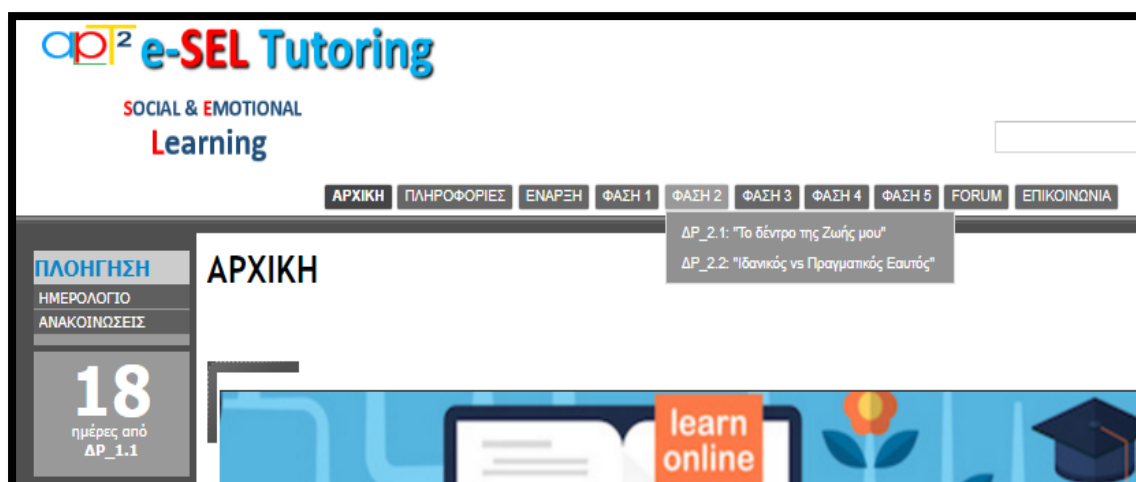 apT² e-SEL Tutoring
SOCIAL & EMOTIONAL
Learning
ΑΡΧΙΚΗ ΠΛΗΡΟΦΟΡΙΕΣ ΕΝΑΡΞΗ ΦΑΣΗ 1 ΦΑΣΗ 2 ΦΑΣΗ 3 ΦΑΣΗ 4 ΦΑΣΗ 5 FORUM ΕΠΙΚΟΙΝΩΝΙΑ
ΔΡ_2.1: "Το δέντρο της Ζωής μου"
ΔΡ_2.2: "Ιδανικός vs Πραγματικός Εαυτός"
ΠΛΟΗΓΗΣΗ
ΗΜΕΡΟΛΟΓΙΟ
ΑΝΑΚΟΙΝΩΣΕΙΣ
18
ημέρες από
ΔΡ_1.1
ΑΡΧΙΚΗ
learn
online